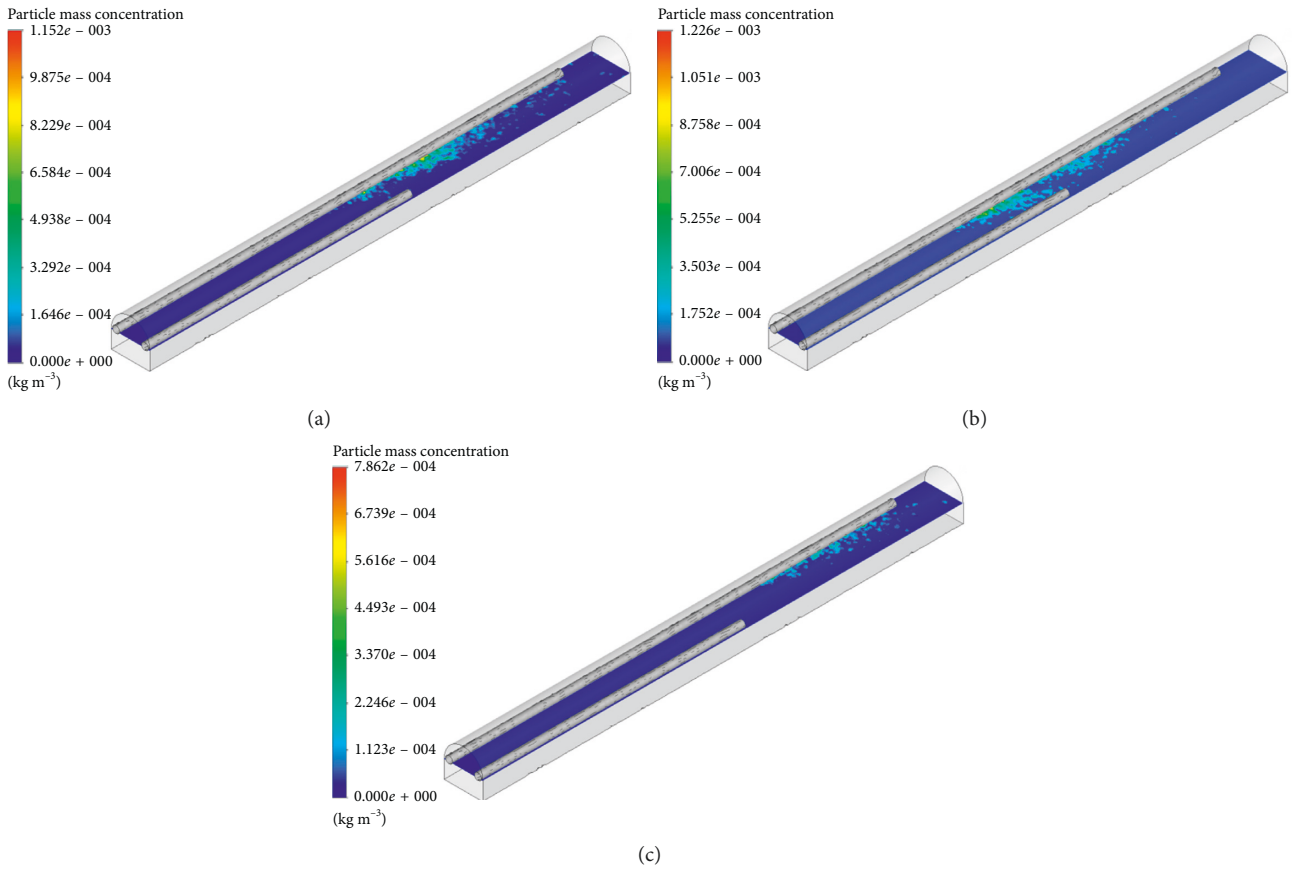 Particle mass concentration
1.152e − 003
9.875e − 004
8.229e − 004
6.584e − 004
4.938e − 004
3.292e − 004
1.646e − 004
0.000e + 000
(kg m⁻³)
(a)
Particle mass concentration
1.226e − 003
1.051e − 003
8.758e − 004
7.006e − 004
5.255e − 004
3.503e − 004
1.752e − 004
0.000e + 000
(kg m⁻³)
(b)
Particle mass concentration
7.862e − 004
6.739e − 004
5.616e − 004
4.493e − 004
3.370e − 004
2.246e − 004
1.123e − 004
0.000e + 000
(kg m⁻³)
(c)